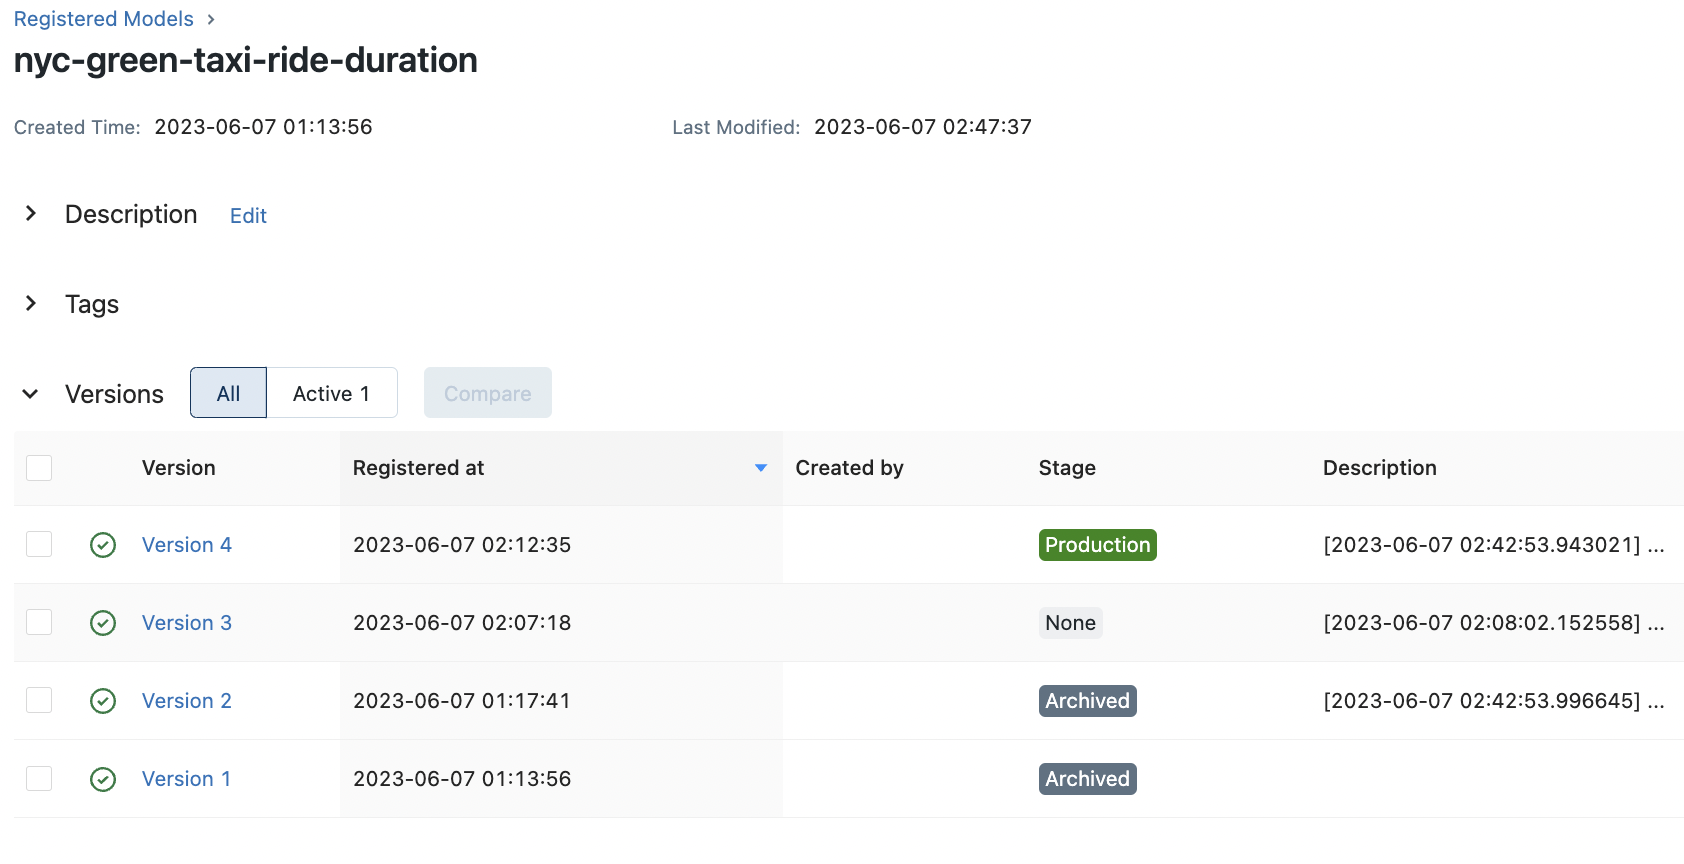 Registered Models
nyc-green-taxi-ride-duration
Created Time: 2023-06-07 01:13:56 Last Modified: 2023-06-07 02:47:37
Description Edit
Tags
Versions All Active 1 Compare
Version Registered at Created by Stage Description
Version 4 2023-06-07 02:12:35 Production [2023-06-07 02:42:53.943021] ...
Version 3 2023-06-07 02:07:18 None [2023-06-07 02:08:02.152558] ...
Version 2 2023-06-07 01:17:41 Archived [2023-06-07 02:42:53.996645] ...
Version 1 2023-06-07 01:13:56 Archived